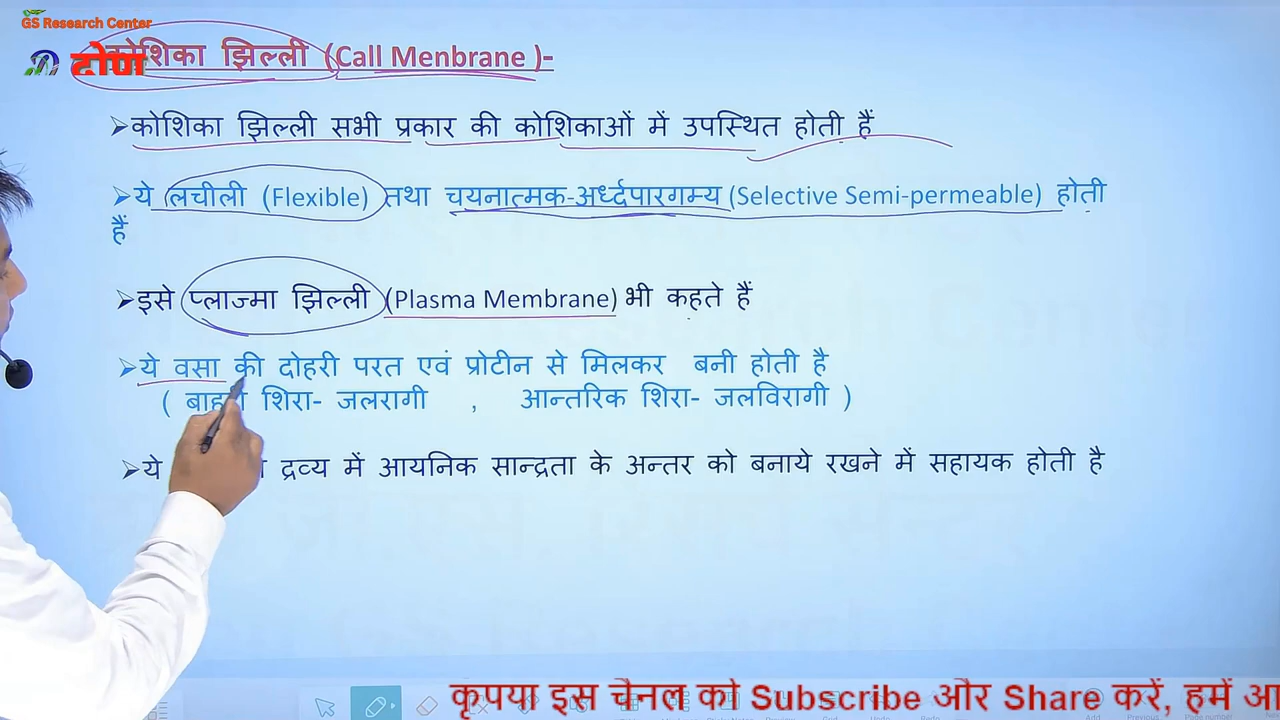 GS Research Center
द्रोण
कोशिका झिल्ली (Call Menbrane )-
➢कोशिका झिल्ली सभी प्रकार की कोशिकाओं में उपस्थित होती हैं
➢ये लचीली (Flexible) तथा चयनात्मक-अर्ध्दपारगम्य (Selective Semi-permeable) होती
हैं
➢इसे प्लाज्मा झिल्ली (Plasma Membrane) भी कहते हैं
➢ये वसा की दोहरी परत एवं प्रोटीन से मिलकर बनी होती है
( शिरा- जलरागी , आन्तरिक शिरा- जलविरागी )
➢ये द्रव्य में आयनिक सान्द्रता के अन्तर को बनाये रखने में सहायक होती है
कृपया इस चैनल को Subscribe और Share करें, हमें